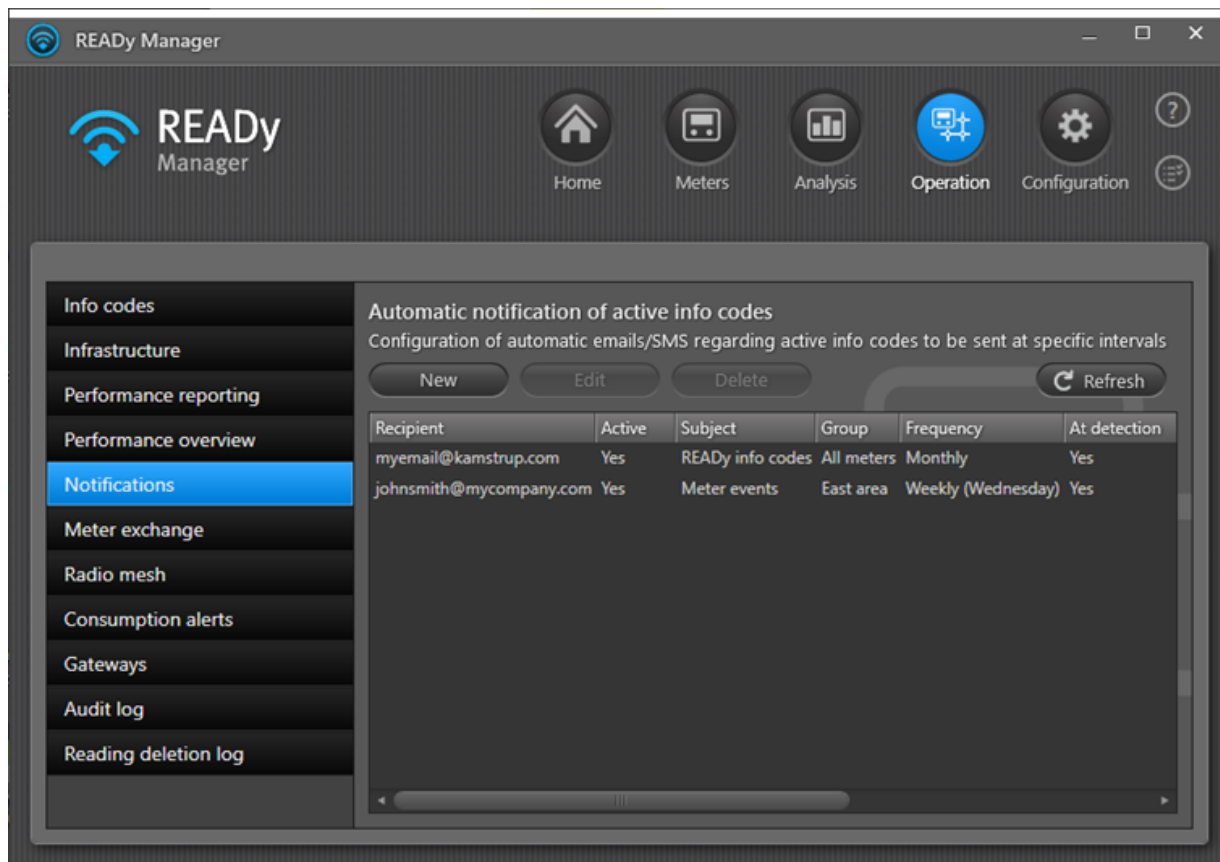 READy Manager
READy
Manager
Home Meters Analysis Operation Configuration
?
Info codes
Infrastructure
Performance reporting
Performance overview
Notifications
Meter exchange
Radio mesh
Consumption alerts
Gateways
Audit log
Reading deletion log
Automatic notification of active info codes
Configuration of automatic emails/SMS regarding active info codes to be sent at specific intervals
New Edit Delete Refresh
Recipient Active Subject Group Frequency At detection
myemail@kamstrup.com Yes READy info codes All meters Monthly Yes
johnsmith@mycompany.com Yes Meter events East area Weekly (Wednesday) Yes